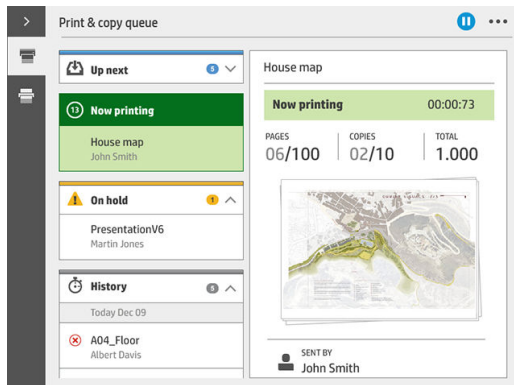 Print & copy queue
Up next
5
13
Now printing
House map
John Smith
On hold
1
PresentationV6
Martin Jones
History
5
Today Dec 09
A04_Floor
Albert Davis
House map
Now printing
00:00:73
PAGES
COPIES
TOTAL
06/100
02/10
1.000
SENT BY
John Smith